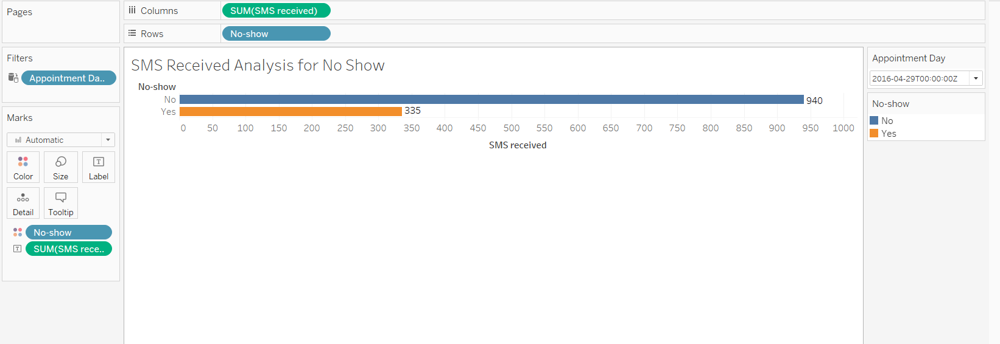 Pages
Columns
SUM(SMS received)
Rows
No-show
Filters
Appointment Da..
Marks
Automatic
Color
Size
T
Label
Detail
Tooltip
No-show
T
SUM(SMS rece..
SMS Received Analysis for No Show
No-show
No
940
Yes
335
0 50 100 150 200 250 300 350 400 450 500 550 600 650 700 750 800 850 900 950 1000
SMS received
Appointment Day
2016-04-29T00:00:00Z
No-show
No
Yes